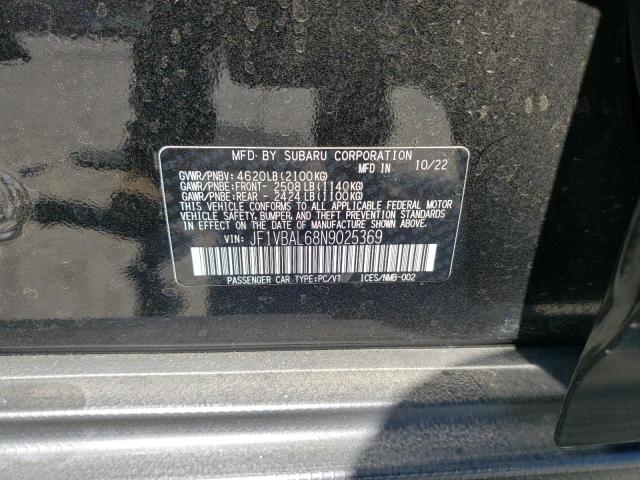 MFD BY SUBARU CORPORATION
MFD IN 10/22
GVWR/PNBV: 4620LB(2100KG)
GAWR/PNBE:FRONT- 2508LB(1140KG)
GAWR/PNBE:REAR - 2424LB(1100KG)
THIS VEHICLE CONFORMS TO ALL APPLICABLE FEDERAL MOTOR
VEHICLE SAFETY, BUMPER, AND THEFT PREVENTION STANDARDS
IN EFFECT ON THE DATE OF MANUFACTURE SHOWN ABOVE.
VIN: JF1VBAL68N9025369
PASSENGER CAR TYPE:PC/VT ICES/NMB-002